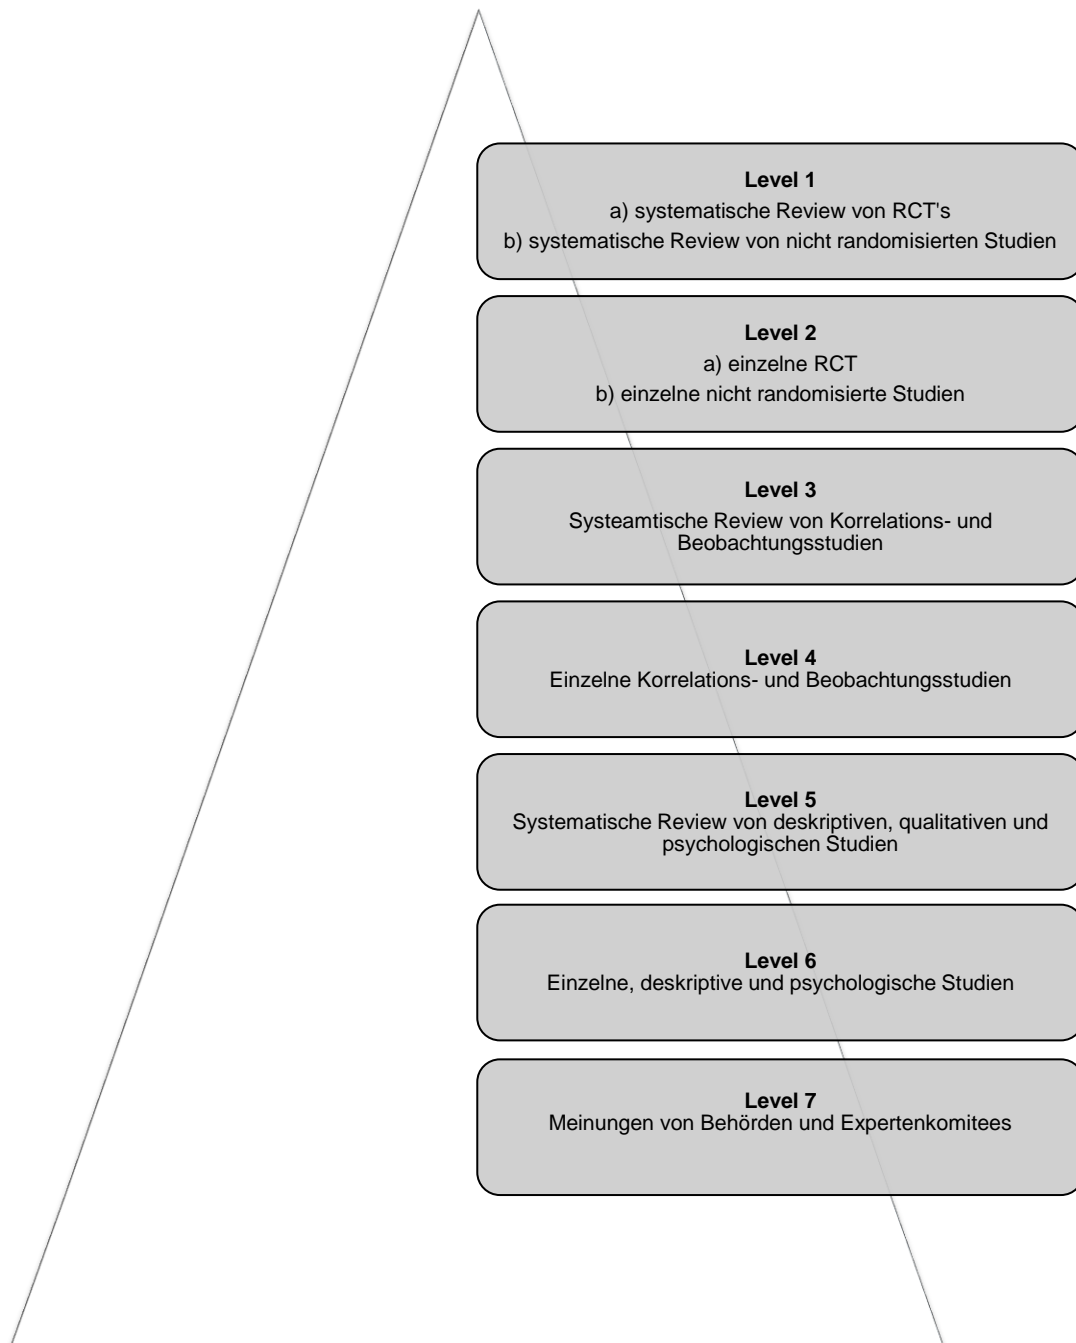 Level 1
a) systematische Review von RCT's
b) systematische Review von nicht randomisierten Studien
Level 2
a) einzelne RCT
b) einzelne nicht randomisierte Studien
Level 3
Systeamtische Review von Korrelations- und
Beobachtungsstudien
Level 4
Einzelne Korrelations- und Beobachtungsstudien
Level 5
Systematische Review von deskriptiven, qualitativen und
psychologischen Studien
Level 6
Einzelne, deskriptive und psychologische Studien
Level 7
Meinungen von Behörden und Expertenkomitees